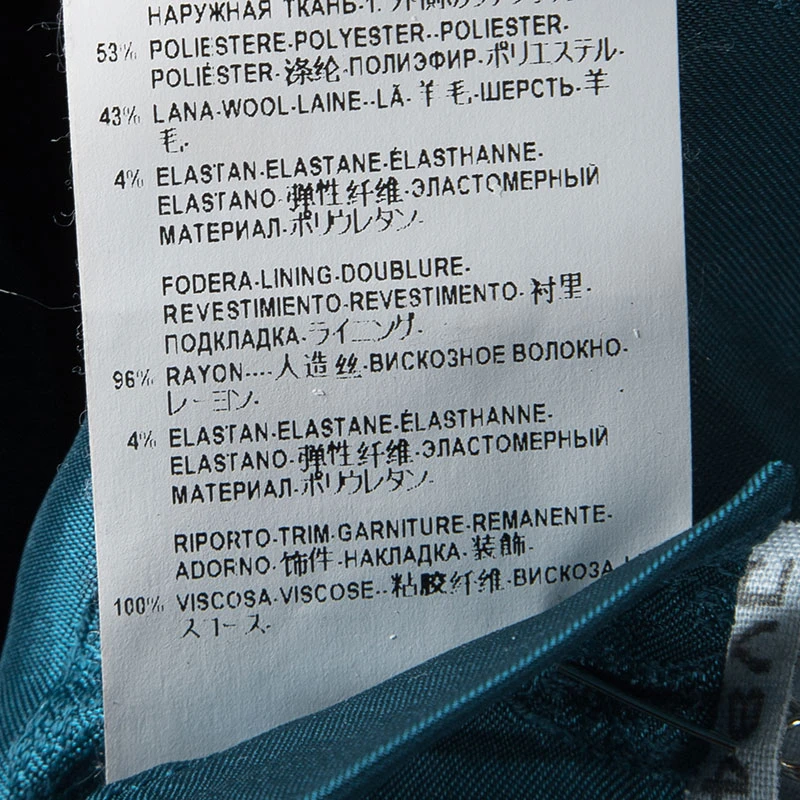 НАРУЖНАЯ ТКАНЬ-
53% POLIESTERE-POLYESTER--POLIESTER-
POLIÉSTER-涤纶-ПОЛИЭФИР-ポリエステル-
43% LANA-WOOL-LAINE--LÃ-羊毛-ШЕРСТЬ-羊
毛-
4% ELASTAN-ELASTANE-ÉLASTHANNE-
ELASTANO-弹性纤维-ЭЛАСТОМЕРНЫЙ
МАТЕРИАЛ-ポリウレタン-
FODERA-LINING-DOUBLURE-
REVESTIMIENTO-REVESTIMENTO-衬里-
ПОДКЛАДКА-ライニング-
96% RAYON----人造丝-ВИСКОЗНОЕ ВОЛОКНО-
レーヨン-
4% ELASTAN-ELASTANE-ÉLASTHANNE-
ELASTANO-弹性纤维-ЭЛАСТОМЕРНЫЙ
МАТЕРИАЛ-ポリウレタン-
RIPORTO-TRIM-GARNITURE-REMANENTE-
ADORNO-饰件-НАКЛАДКА-装飾-
100% VISCOSA-VISCOSE--粘胶纤维-ВИСКОЗА
スコース-